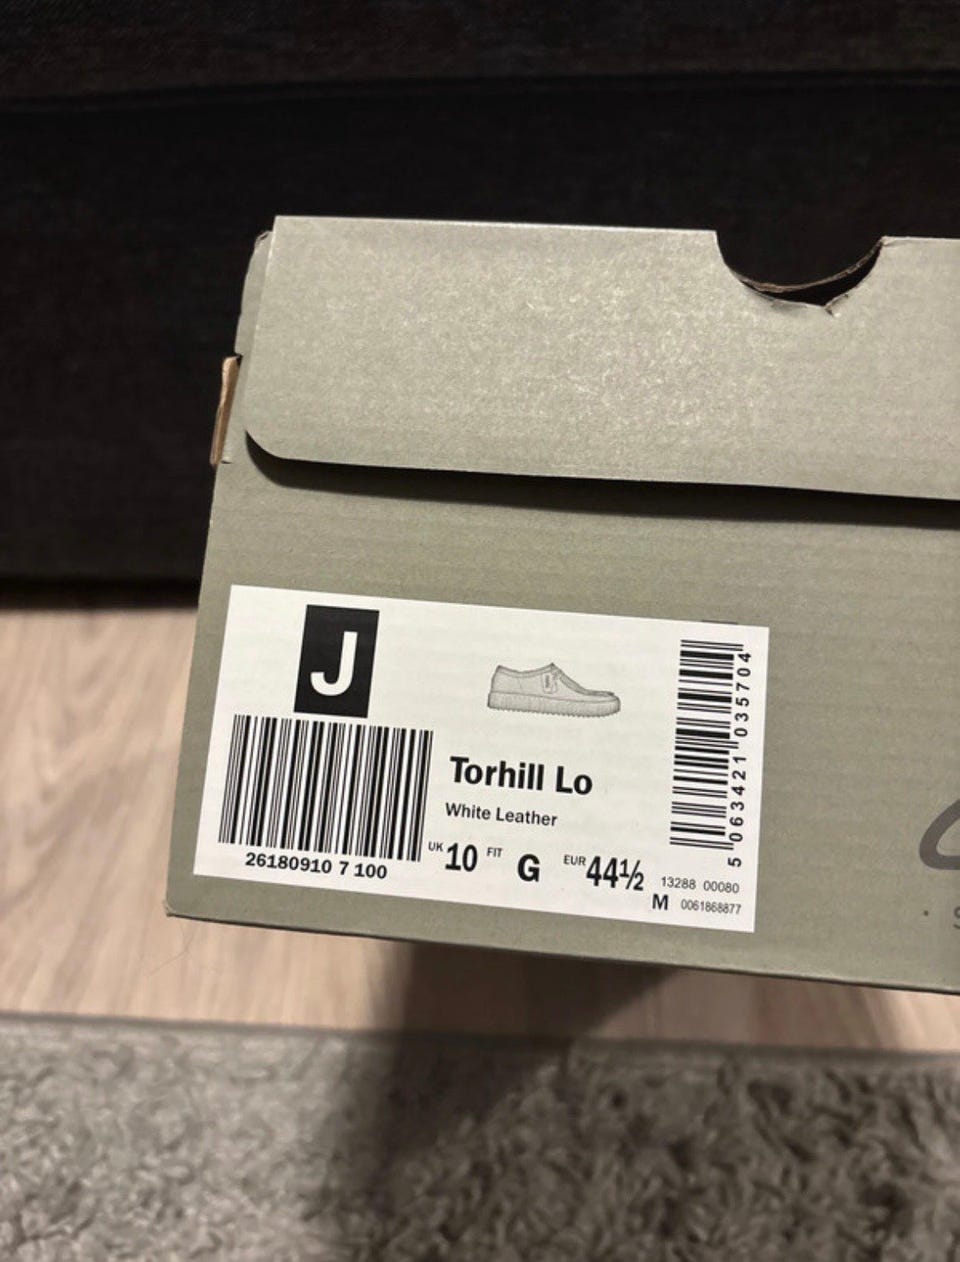 J
26180910 7 100
Torhill Lo
White Leather
UK 10 FIT G EUR 44½
13288 00080
M 0061868877
5 063421 035704